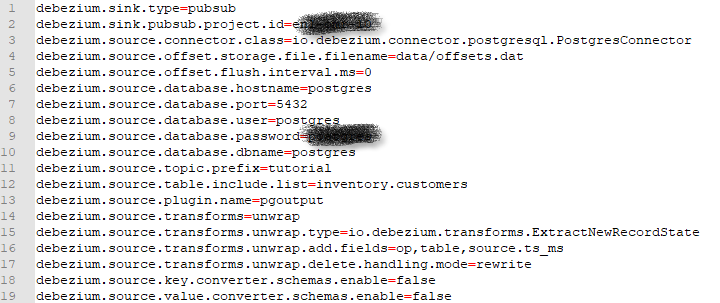 1 debezium.sink.type=pubsub
2 debezium.sink.pubsub.project.id=
3 debezium.source.connector.class=io.debezium.connector.postgresql.PostgresConnector
4 debezium.source.offset.storage.file.filename=data/offsets.dat
5 debezium.source.offset.flush.interval.ms=0
6 debezium.source.database.hostname=postgres
7 debezium.source.database.port=5432
8 debezium.source.database.user=postgres
9 debezium.source.database.password=
10 debezium.source.database.dbname=postgres
11 debezium.source.topic.prefix=tutorial
12 debezium.source.table.include.list=inventory.customers
13 debezium.source.plugin.name=pgoutput
14 debezium.source.transforms=unwrap
15 debezium.source.transforms.unwrap.type=io.debezium.transforms.ExtractNewRecordState
16 debezium.source.transforms.unwrap.add.fields=op,table,source.ts_ms
17 debezium.source.transforms.unwrap.delete.handling.mode=rewrite
18 debezium.source.key.converter.schemas.enable=false
19 debezium.source.value.converter.schemas.enable=false